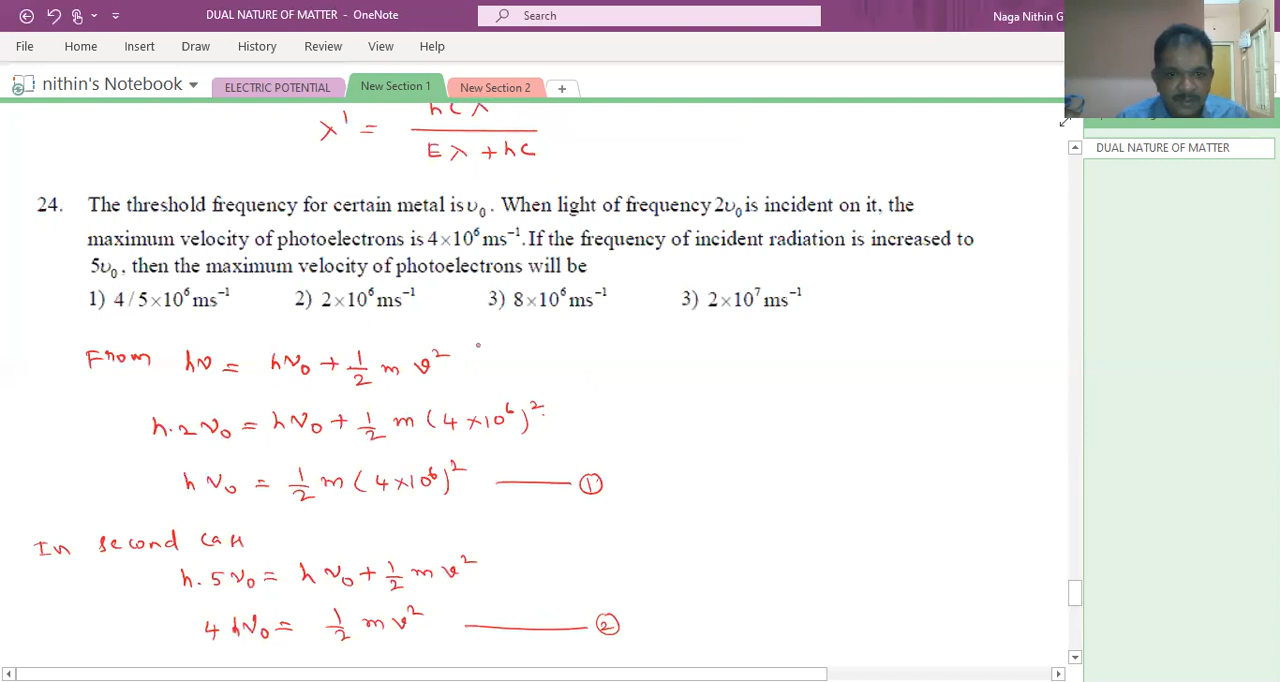 DUAL NATURE OF MATTER - OneNote
Search
Naga Nithin G
File Home Insert Draw History Review View Help
nithin's Notebook
ELECTRIC POTENTIAL
New Section 1
New Section 2
DUAL NATURE OF MATTER
λ' = hcλ / Eλ + hc
24. The threshold frequency for certain metal is υ₀. When light of frequency 2υ₀ is incident on it, the
maximum velocity of photoelectrons is 4×10⁶ ms⁻¹. If the frequency of incident radiation is increased to
5υ₀, then the maximum velocity of photoelectrons will be
1) 4/5×10⁶ ms⁻¹ 2) 2×10⁶ ms⁻¹ 3) 8×10⁶ ms⁻¹ 3) 2×10⁷ ms⁻¹
From hν = hν₀ + 1/2 m v²
h.2ν₀ = hν₀ + 1/2 m (4×10⁶)²
hν₀ = 1/2 m (4×10⁶)² ——— ①
In second case
h.5ν₀ = hν₀ + 1/2 m v²
4hν₀ = 1/2 m v² ——— ②